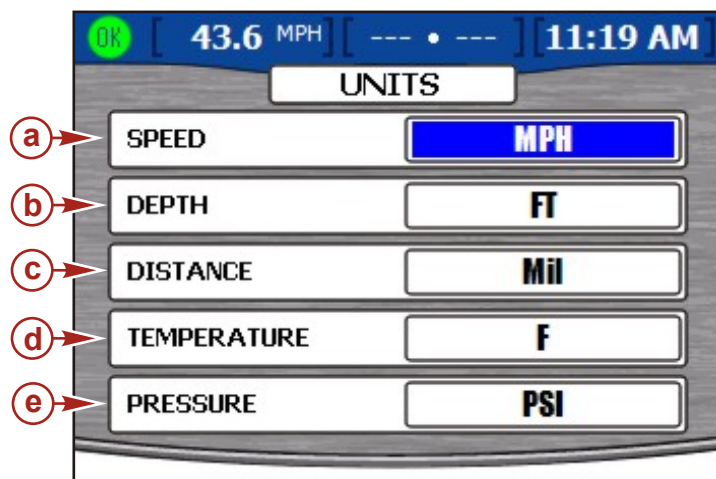 OK [ 43.6 MPH ] [ --- • --- ] [ 11:19 AM ]
UNITS
a SPEED MPH
b DEPTH FT
c DISTANCE Mil
d TEMPERATURE F
e PRESSURE PSI